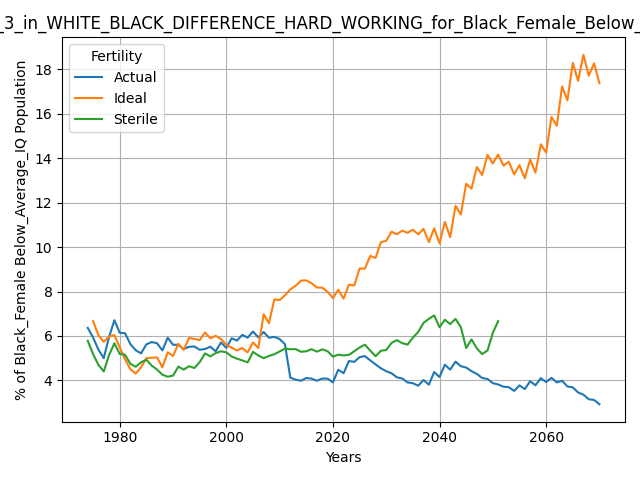 _3_in_WHITE_BLACK_DIFFERENCE_HARD_WORKING_for_Black_Female_Below_
Fertility
Actual
Ideal
Sterile
% of Black_Female Below_Average_IQ Population
18
16
14
12
10
8
6
4
1980 2000 2020 2040 2060
Years